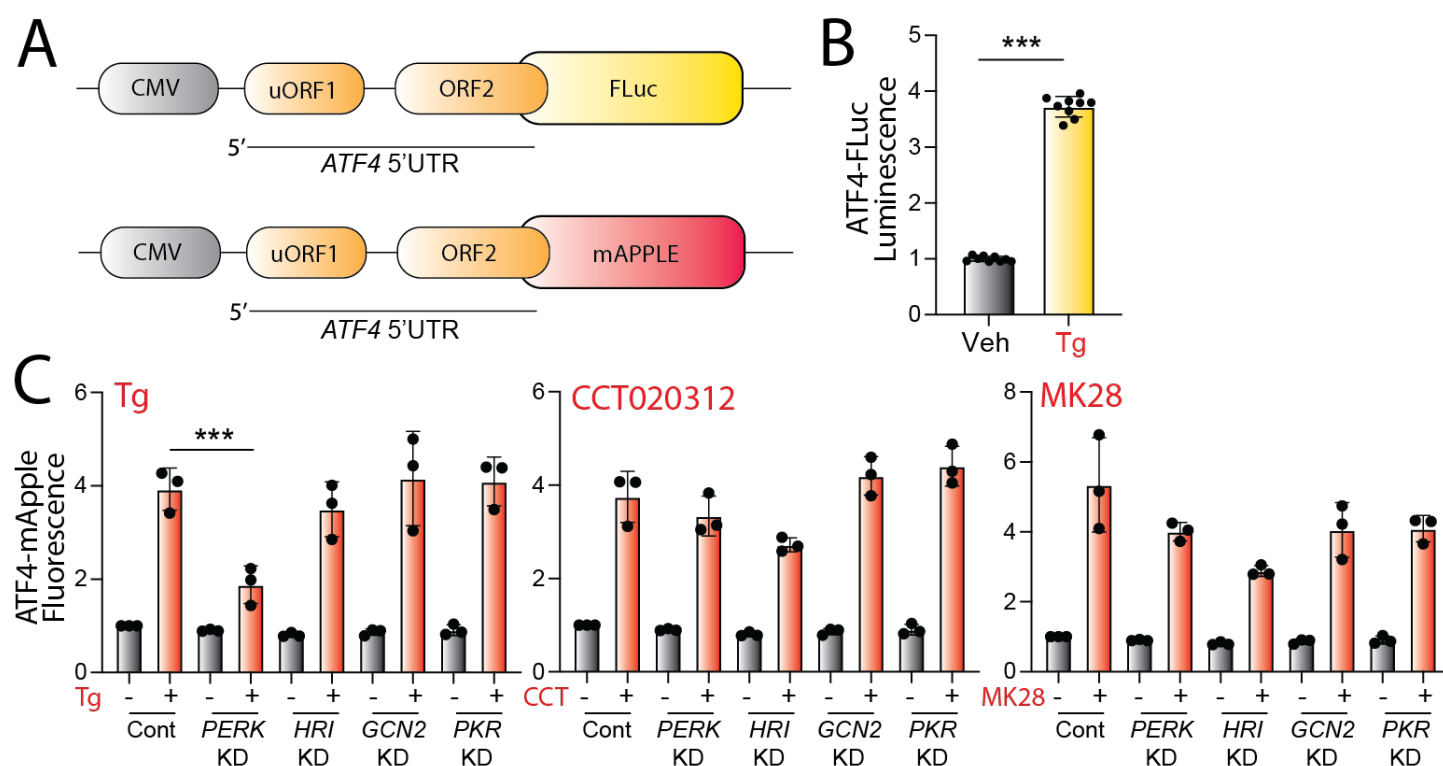 A
CMV uORF1 ORF2 FLuc
5’
ATF4 5’UTR
CMV uORF1 ORF2 mAPPLE
5’
ATF4 5’UTR
B
ATF4-FLuc
Luminescence
5
4
3
2
1
0
***
Veh Tg
C
ATF4-mApple
Fluorescence
6
4
2
0
Tg
***
Tg - + - + - + - + - +
Cont PERK HRI GCN2 PKR
KD KD KD KD
6
4
2
0
CCT020312
CCT - + - + - + - + - +
Cont PERK HRI GCN2 PKR
KD KD KD KD
8
6
4
2
0
MK28
MK28 - + - + - + - + - +
Cont PERK HRI GCN2 PKR
KD KD KD KD